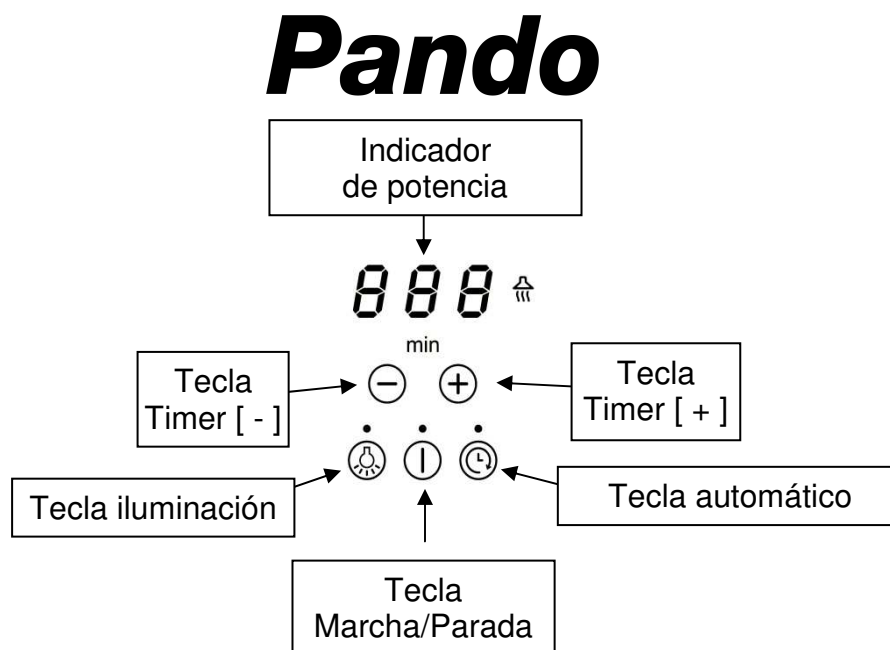 Pando
Indicador
de potencia
888
min
Tecla
Timer [ - ]
Tecla
Timer [ + ]
Tecla iluminación
Tecla automático
Tecla
Marcha/Parada